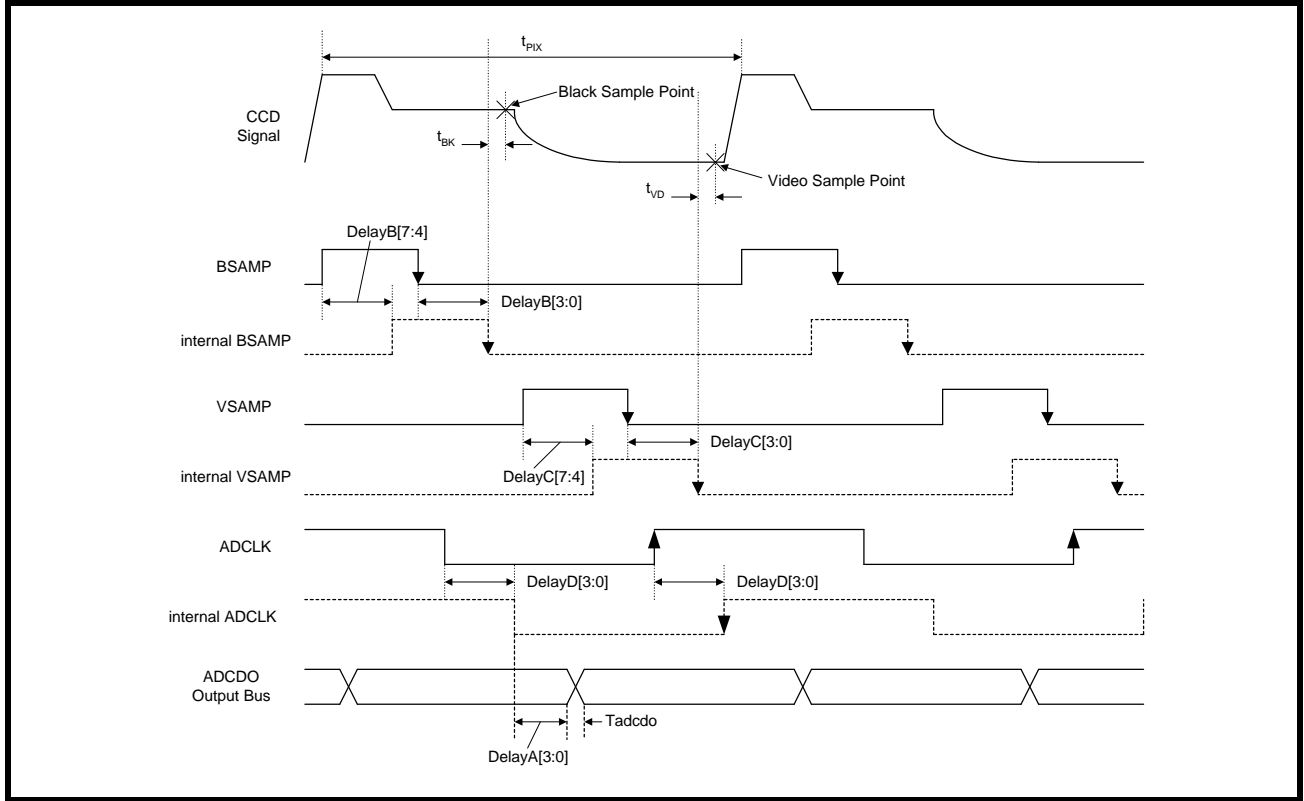 tPIX
Black Sample Point
CCD
Signal
tBK
Video Sample Point
tVD
DelayB[7:4]
BSAMP
DelayB[3:0]
internal BSAMP
VSAMP
DelayC[3:0]
DelayC[7:4]
internal VSAMP
ADCLK
DelayD[3:0]
DelayD[3:0]
internal ADCLK
ADCDO
Output Bus
Tadcdo
DelayA[3:0]